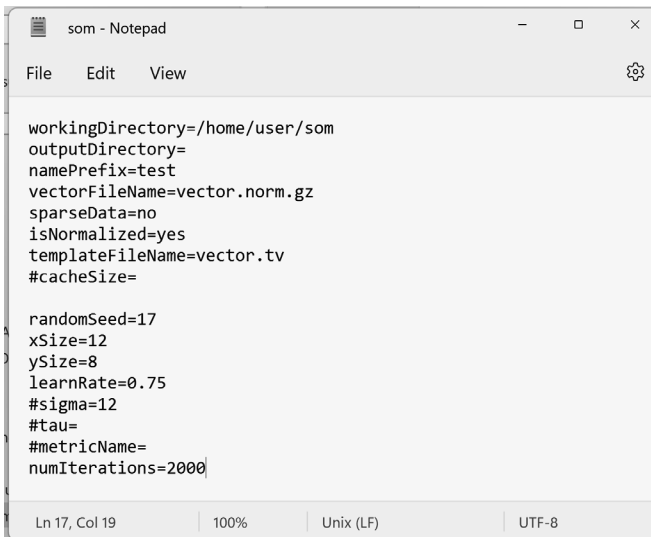 som - Notepad
File Edit View
workingDirectory=/home/user/som
outputDirectory=
namePrefix=test
vectorFileName=vector.norm.gz
sparseData=no
isNormalized=yes
templateFileName=vector.tv
#cacheSize=
randomSeed=17
xSize=12
ySize=8
learnRate=0.75
#sigma=12
#tau=
#metricName=
numIterations=2000
Ln 17, Col 19 100% Unix (LF) UTF-8